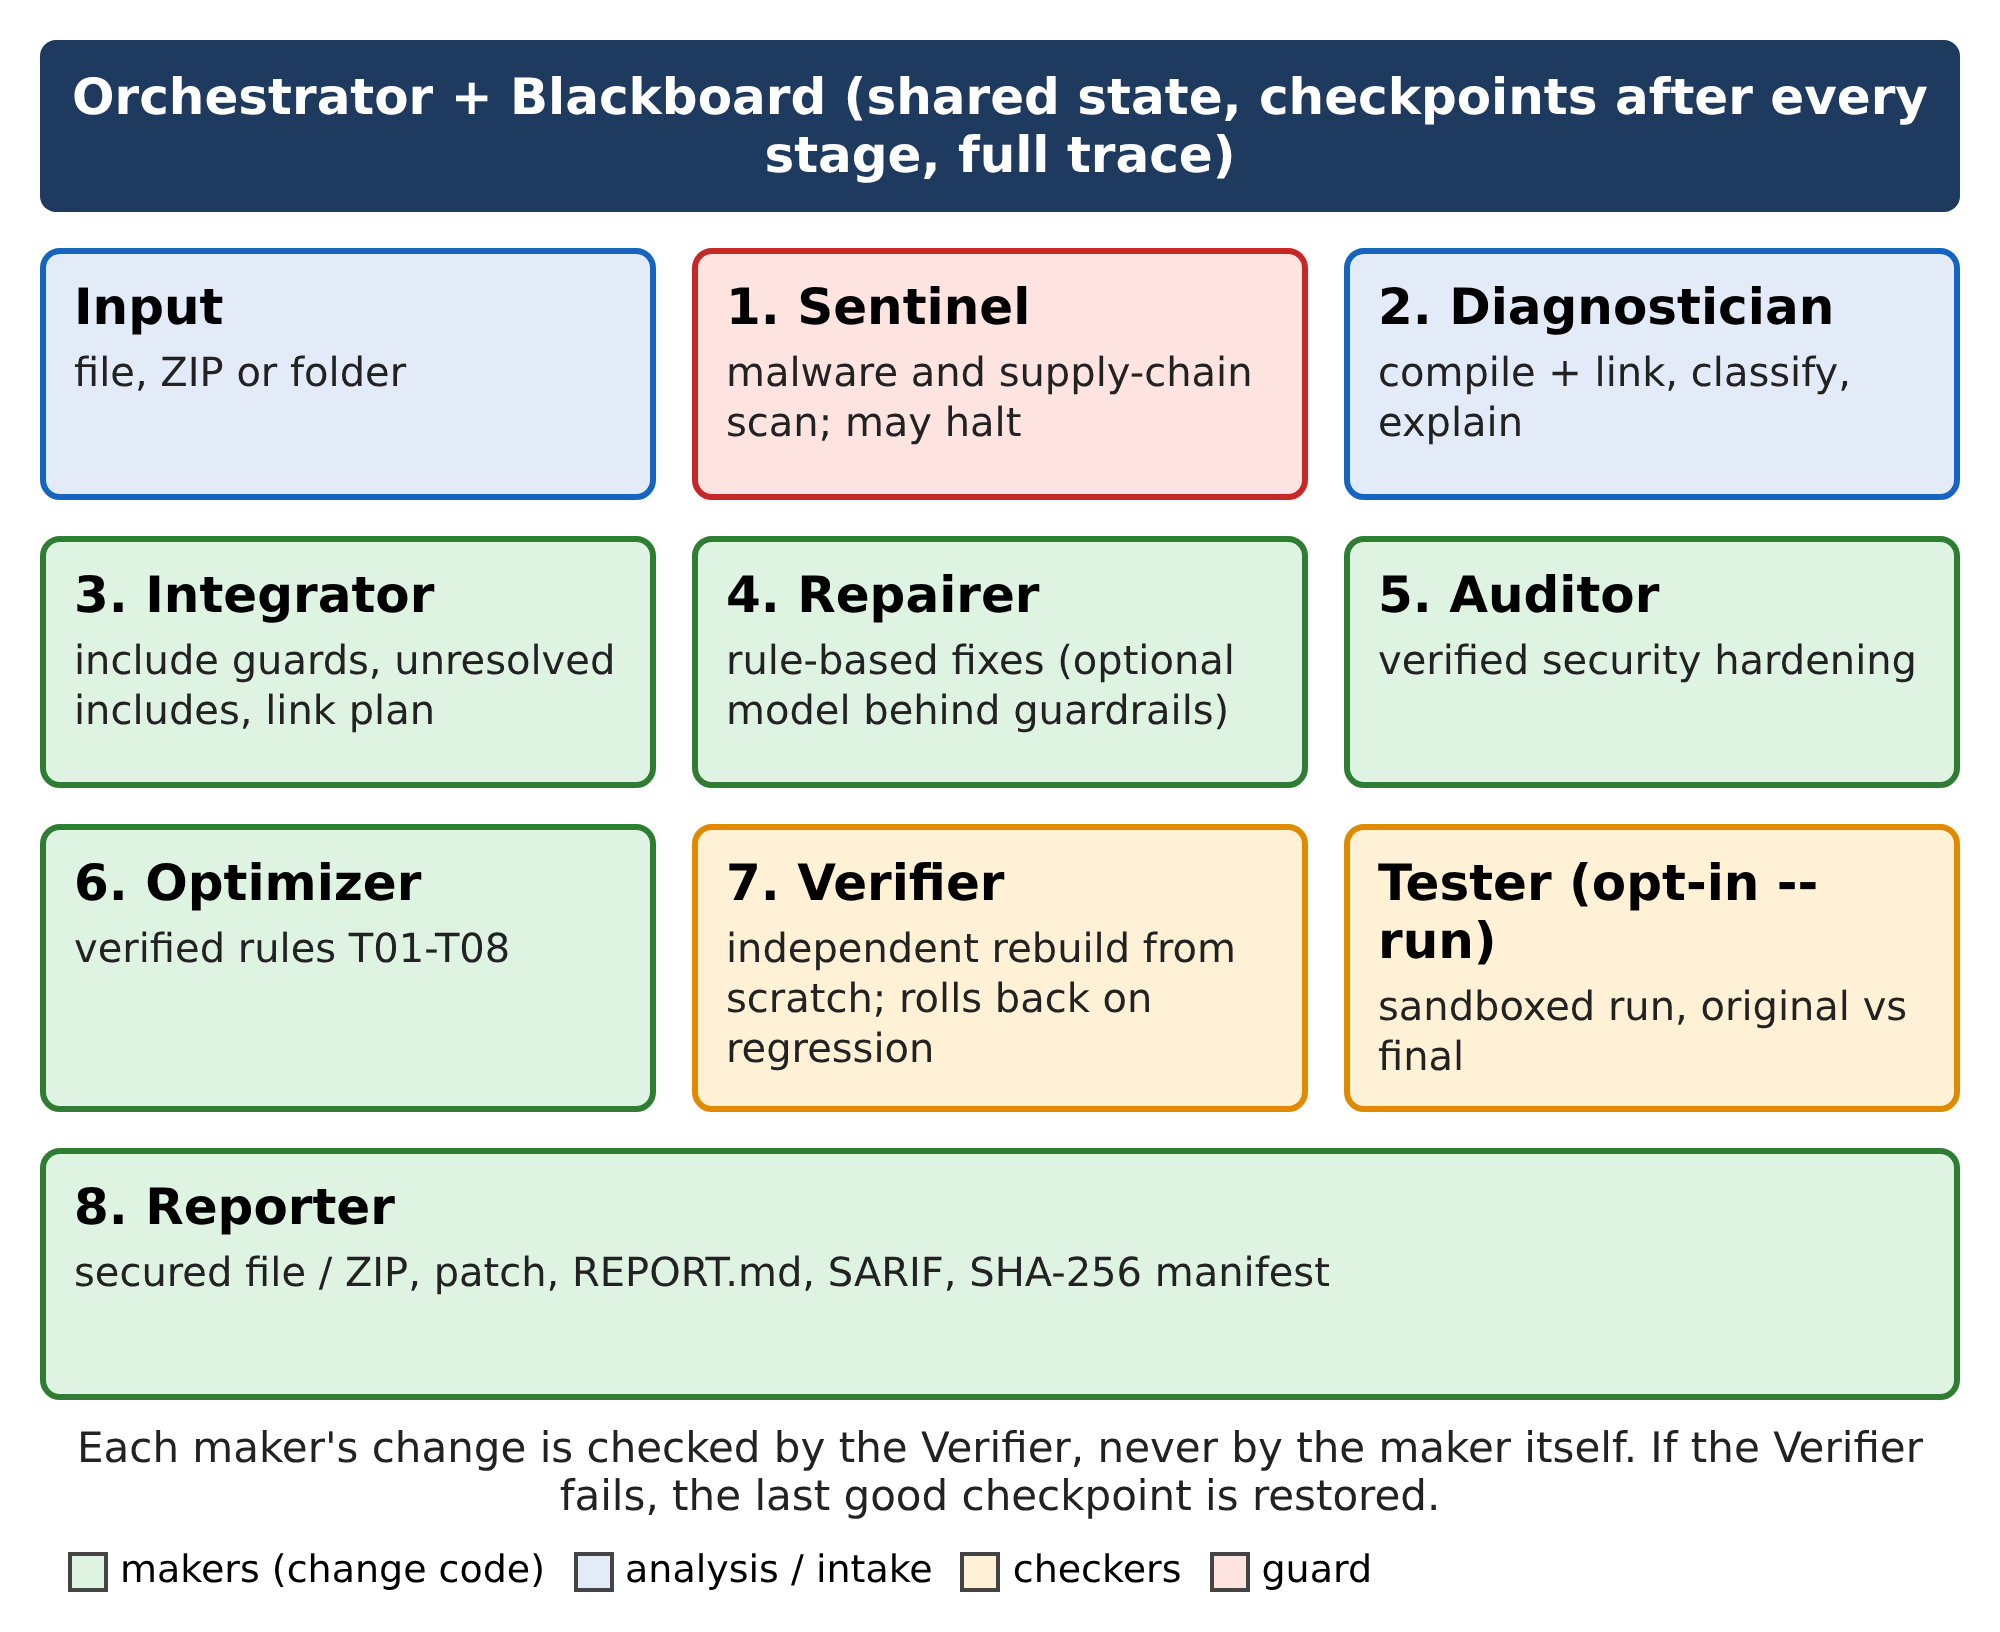 Orchestrator + Blackboard (shared state, checkpoints after every
stage, full trace)
Input
file, ZIP or folder
1. Sentinel
malware and supply-chain
scan; may halt
2. Diagnostician
compile + link, classify,
explain
3. Integrator
include guards, unresolved
includes, link plan
4. Repairer
rule-based fixes (optional
model behind guardrails)
5. Auditor
verified security hardening
6. Optimizer
verified rules T01-T08
7. Verifier
independent rebuild from
scratch; rolls back on
regression
Tester (opt-in --
run)
sandboxed run, original vs
final
8. Reporter
secured file / ZIP, patch, REPORT.md, SARIF, SHA-256 manifest
Each maker's change is checked by the Verifier, never by the maker itself. If the Verifier
fails, the last good checkpoint is restored.
makers (change code)
analysis / intake
checkers
guard